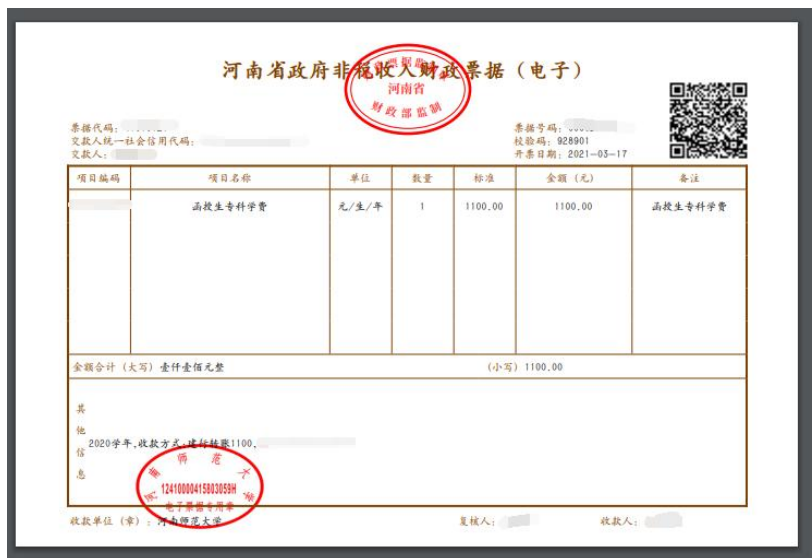 河南省政府非税收入财政票据（电子）
河南省
财政部监制
票据代码：
票据号码：
交款人统一社会信用代码：
校验码：928901
交款人：
开票日期：2021-03-17
项目编码 项目名称 单位 数量 标准 金额（元） 备注
函授生专科学费 元/生/年 1 1100.00 1100.00 函授生专科学费
金额合计（大写）壹仟壹佰元整 （小写）1100.00
其他信息
2020学年,收款方式:建行转账1100,
河南师范大学
12410000415803059H
电子票据专用章
收款单位（章）：河南师范大学 复核人： 收款人：